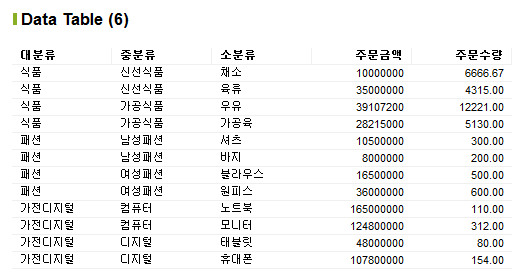 Data Table (6)
대분류 중분류 소분류 주문금액 주문수량
식품 신선식품 채소 10000000 6666.67
식품 신선식품 육류 35000000 4315.00
식품 가공식품 우유 39107200 12221.00
식품 가공식품 가공육 28215000 5130.00
패션 남성패션 셔츠 10500000 300.00
패션 남성패션 바지 8000000 200.00
패션 여성패션 블라우스 16500000 500.00
패션 여성패션 원피스 36000000 600.00
가전디지털 컴퓨터 노트북 165000000 110.00
가전디지털 컴퓨터 모니터 124800000 312.00
가전디지털 디지털 태블릿 48000000 80.00
가전디지털 디지털 휴대폰 107800000 154.00